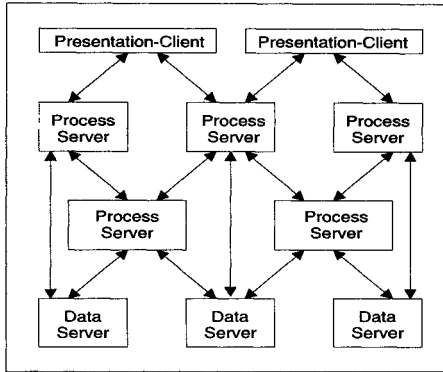 Presentation-Client
Presentation-Client
Process
Server
Process
Server
Process
Server
Process
Server
Process
Server
Data
Server
Data
Server
Data
Server